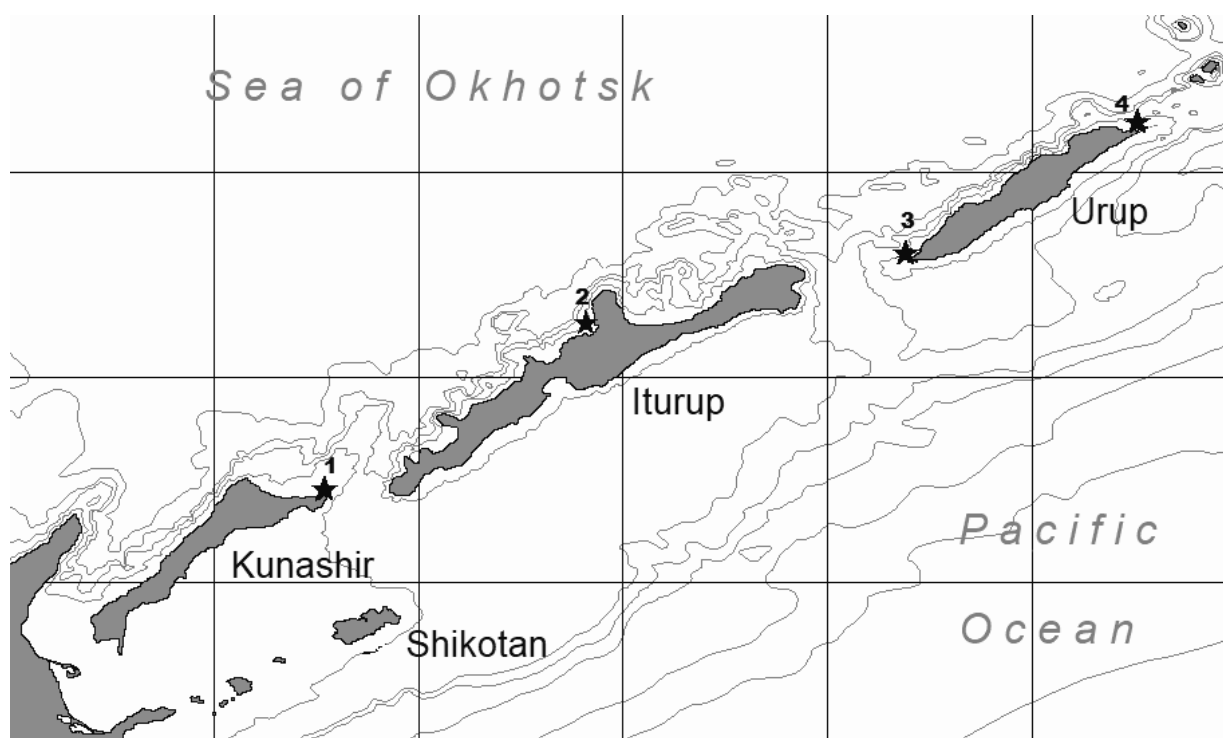 Sea of Okhotsk
4
Urup
3
2
Iturup
1
Pacific
Kunashir
Ocean
Shikotan